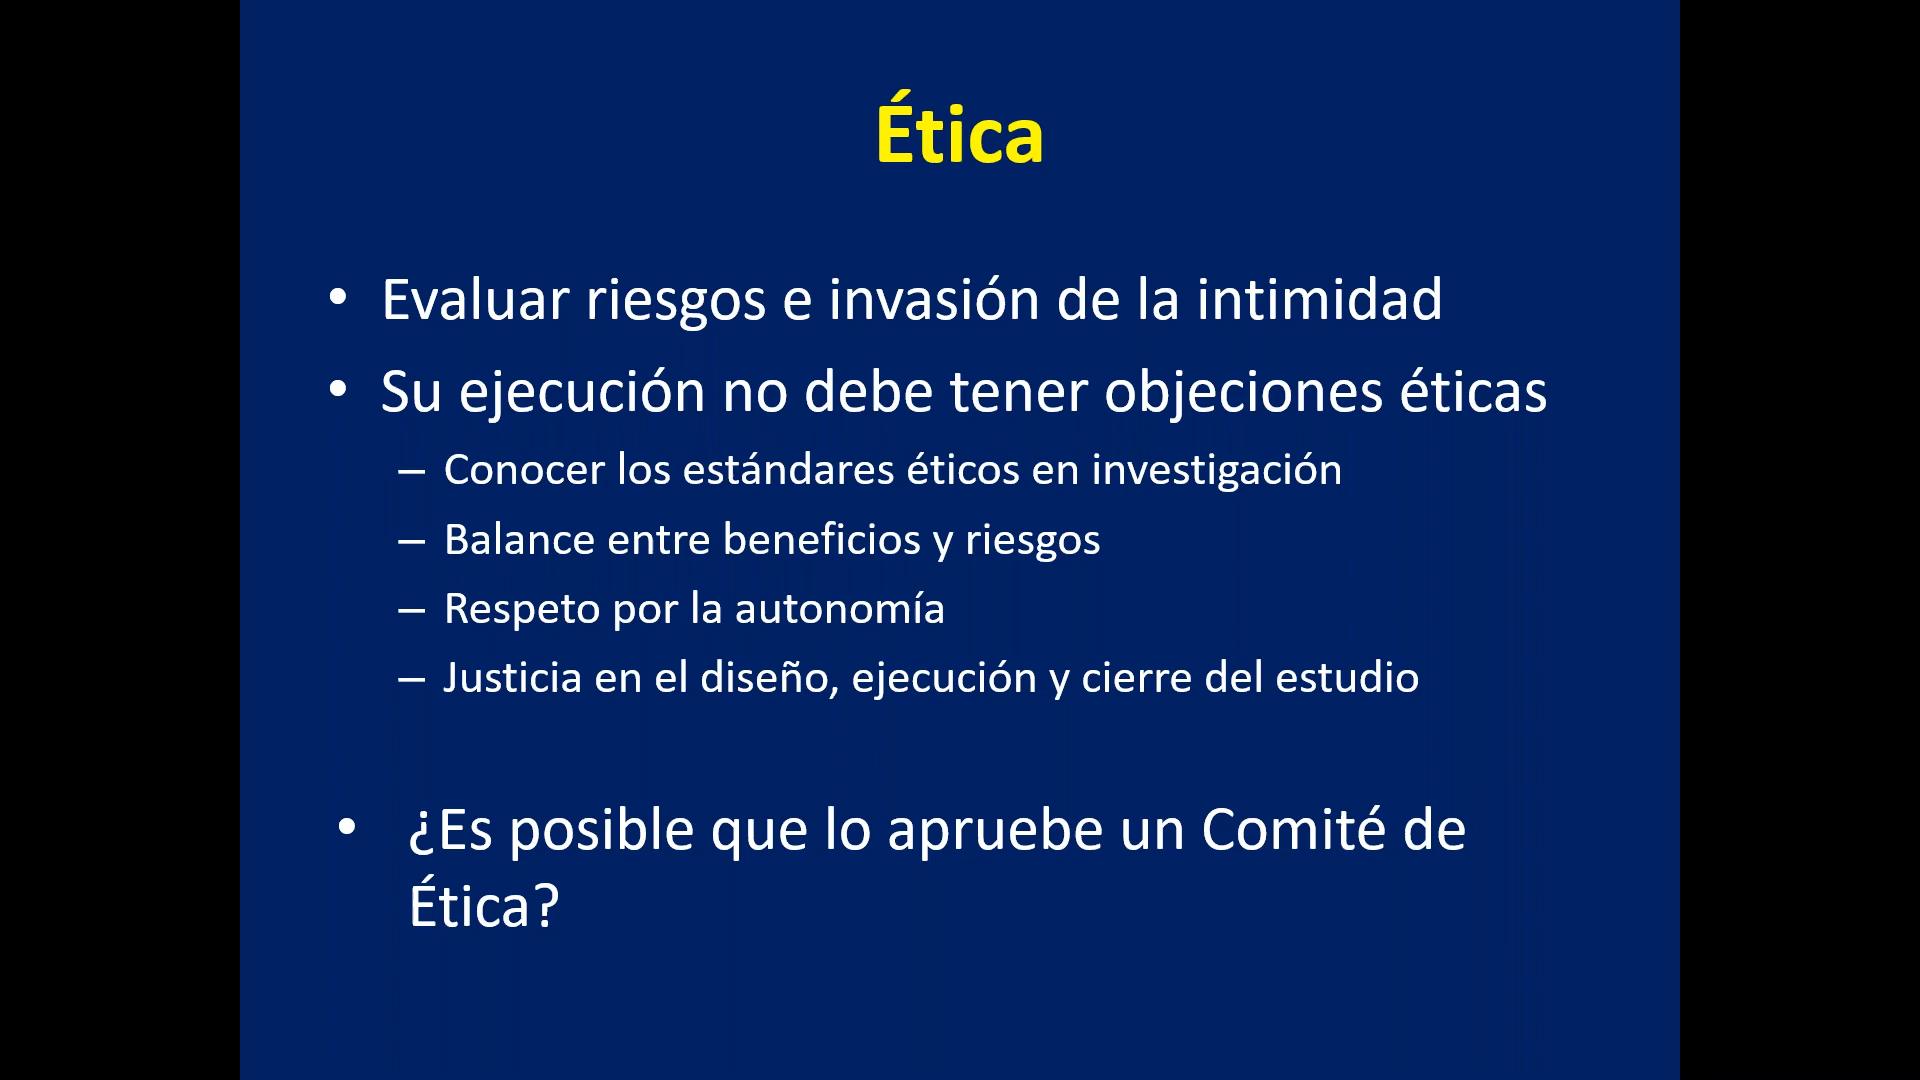 Ética
• Evaluar riesgos e invasión de la intimidad
• Su ejecución no debe tener objeciones éticas
– Conocer los estándares éticos en investigación
– Balance entre beneficios y riesgos
– Respeto por la autonomía
– Justicia en el diseño, ejecución y cierre del estudio
• ¿Es posible que lo apruebe un Comité de
Ética?